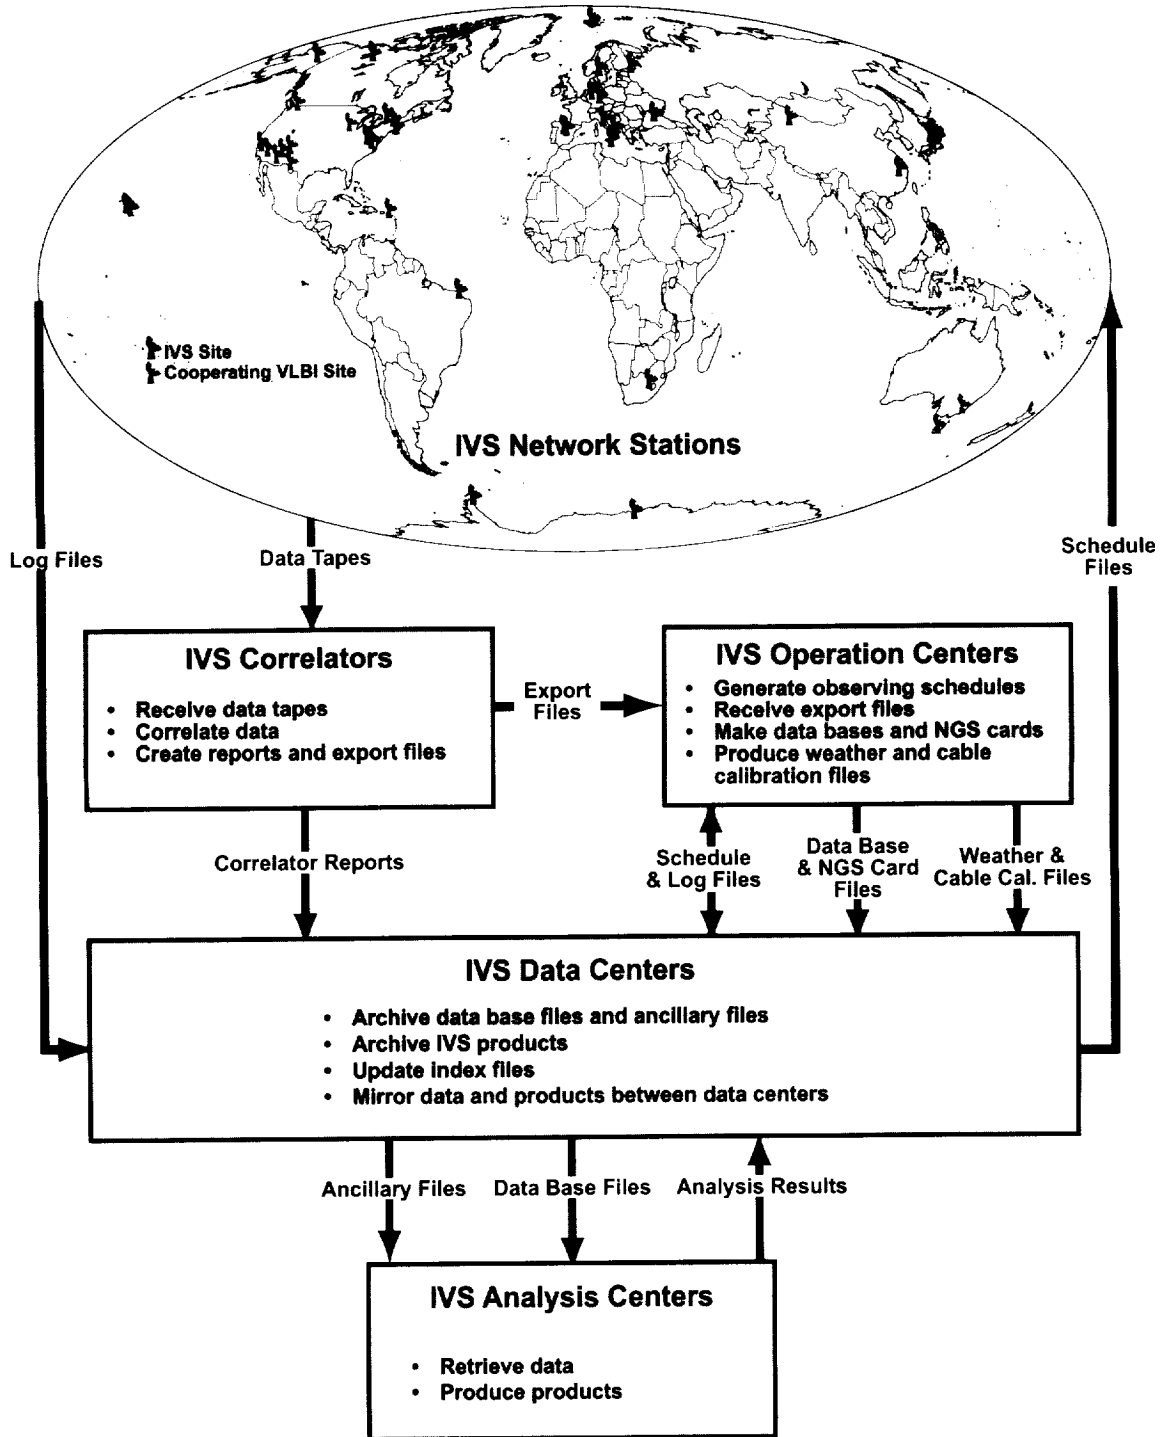 IVS Site
Cooperating VLBI Site
IVS Network Stations
Log Files
Data Tapes
Schedule
Files
IVS Correlators
• Receive data tapes
• Correlate data
• Create reports and export files
Export
Files
IVS Operation Centers
• Generate observing schedules
• Receive export files
• Make data bases and NGS cards
• Produce weather and cable
calibration files
Correlator Reports
Schedule
& Log Files
Data Base
& NGS Card
Files
Weather &
Cable Cal. Files
IVS Data Centers
• Archive data base files and ancillary files
• Archive IVS products
• Update index files
• Mirror data and products between data centers
Ancillary Files
Data Base Files
Analysis Results
IVS Analysis Centers
• Retrieve data
• Produce products